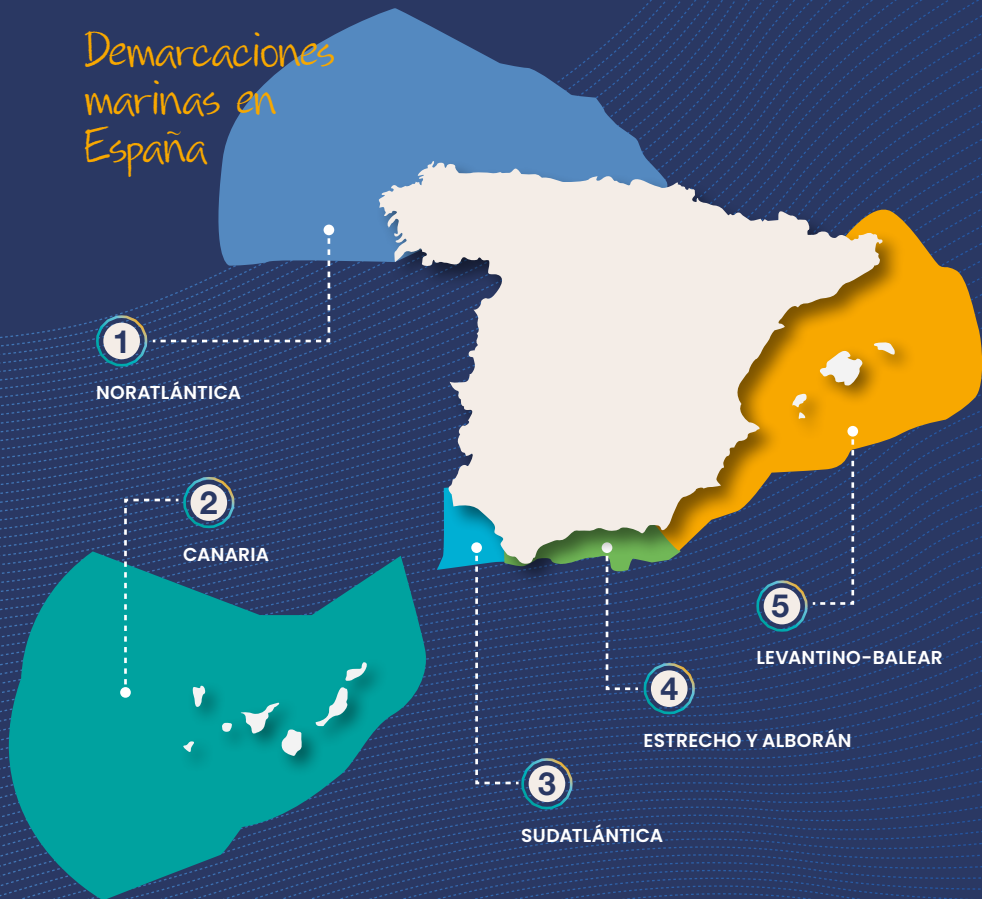 Demarcaciones
marinas en
España
1
NORATLÁNTICA
2
CANARIA
5
LEVANTINO-BALEAR
4
ESTRECHO Y ALBORÁN
3
SUDATLÁNTICA